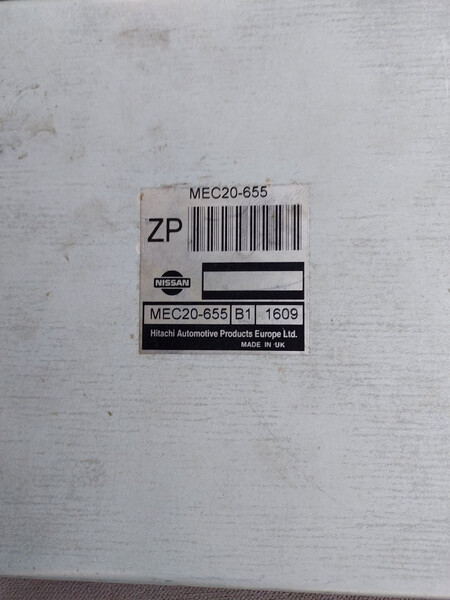 MEC20-655
ZP
NISSAN
MEC20-655 B1 1609
Hitachi Automotive Products Europe Ltd.
MADE IN UK